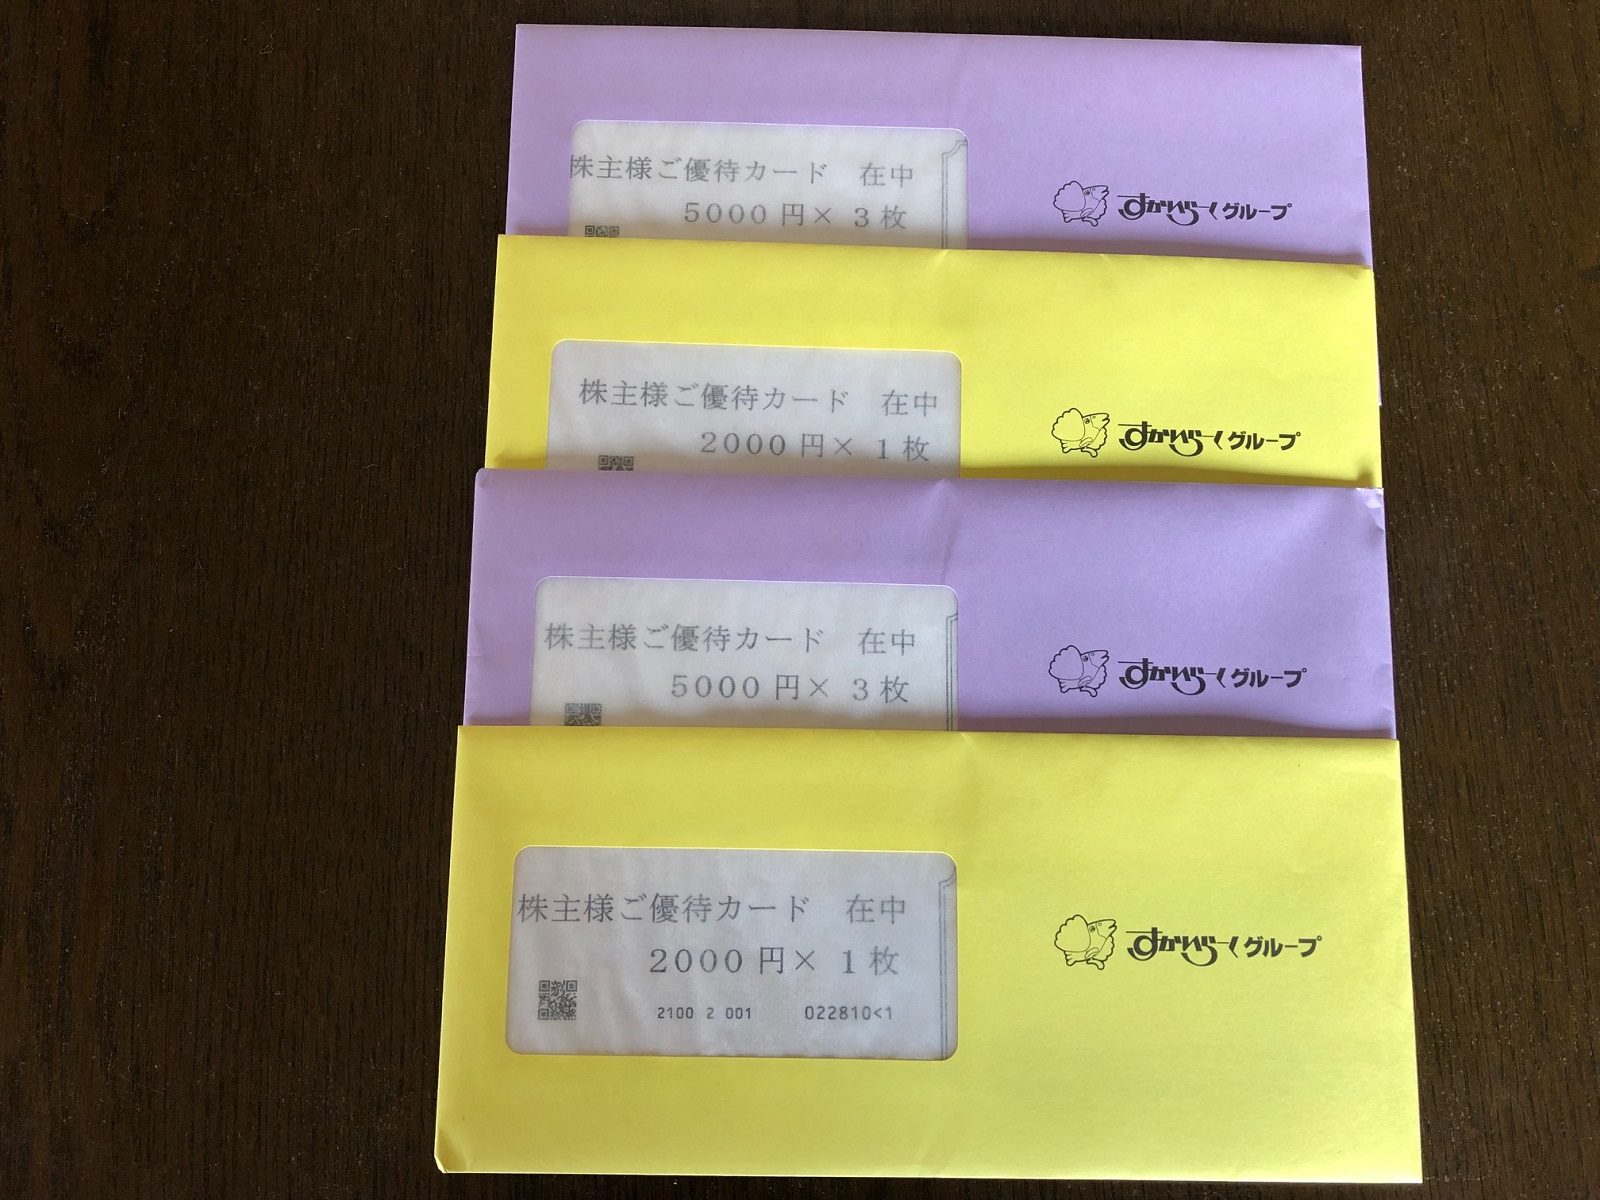 株主様ご優待カード　在中
5000円×3枚
すかいらーくグループ
株主様ご優待カード　在中
2000円×1枚
すかいらーくグループ
株主様ご優待カード　在中
5000円×3枚
すかいらーくグループ
株主様ご優待カード　在中
2000円×1枚
2100 2 001　022810<1
すかいらーくグループ